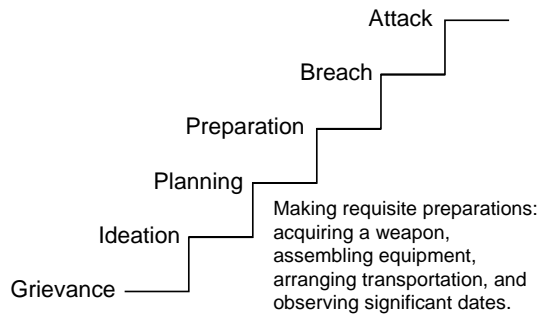 Attack
Breach
Preparation
Planning
Making requisite preparations:
acquiring a weapon,
Ideation
assembling equipment,
arranging transportation, and
Grievance
observing significant dates.